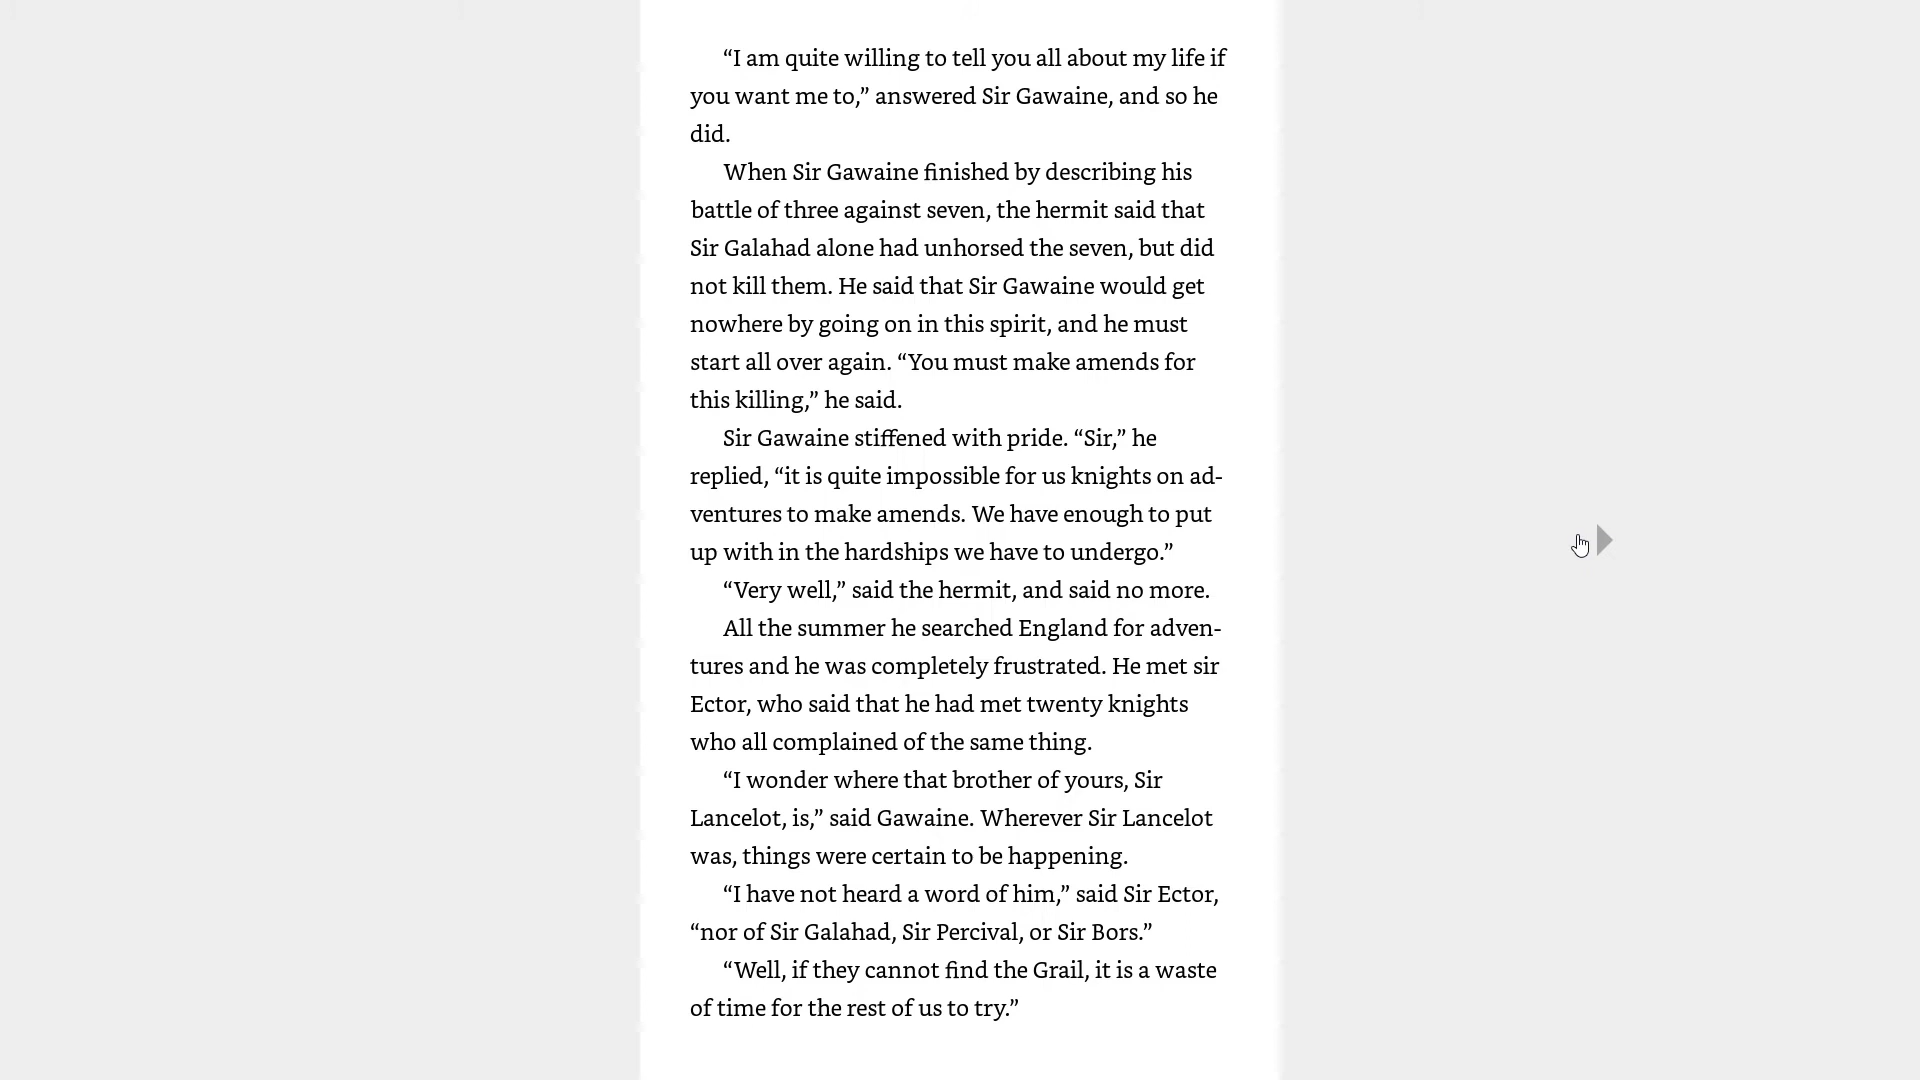 “I am quite willing to tell you all about my life if
you want me to,” answered Sir Gawaine, and so he
did.
When Sir Gawaine finished by describing his
battle of three against seven, the hermit said that
Sir Galahad alone had unhorsed the seven, but did
not kill them. He said that Sir Gawaine would get
nowhere by going on in this spirit, and he must
start all over again. “You must make amends for
this killing,” he said.
Sir Gawaine stiffened with pride. “Sir,” he
replied, “it is quite impossible for us knights on ad-
ventures to make amends. We have enough to put
up with in the hardships we have to undergo.”
“Very well,” said the hermit, and said no more.
All the summer he searched England for adven-
tures and he was completely frustrated. He met sir
Ector, who said that he had met twenty knights
who all complained of the same thing.
“I wonder where that brother of yours, Sir
Lancelot, is,” said Gawaine. Wherever Sir Lancelot
was, things were certain to be happening.
“I have not heard a word of him,” said Sir Ector,
“nor of Sir Galahad, Sir Percival, or Sir Bors.”
“Well, if they cannot find the Grail, it is a waste
of time for the rest of us to try.”